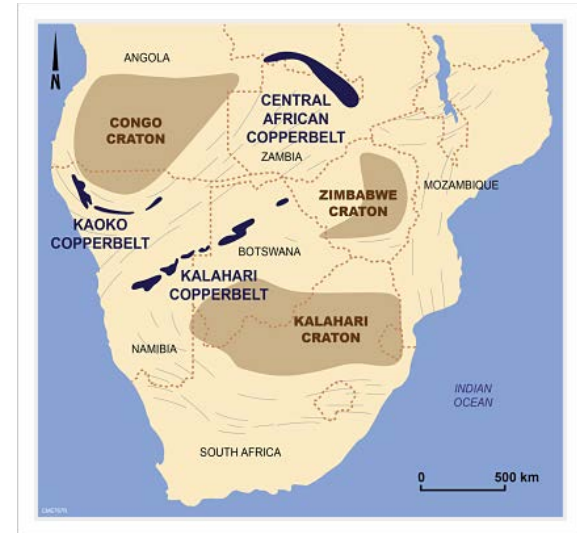 ANGOLA
N
CENTRAL
AFRICAN
COPPERBELT
CONGO
CRATON
ZAMBIA
MOZAMBIQUE
ZIMBABWE
CRATON
KAOKO
COPPERBELT
BOTSWANA
KALAHARI
COPPERBELT
KALAHARI
CRATON
NAMIBIA
INDIAN
OCEAN
SOUTH AFRICA
0 500 km